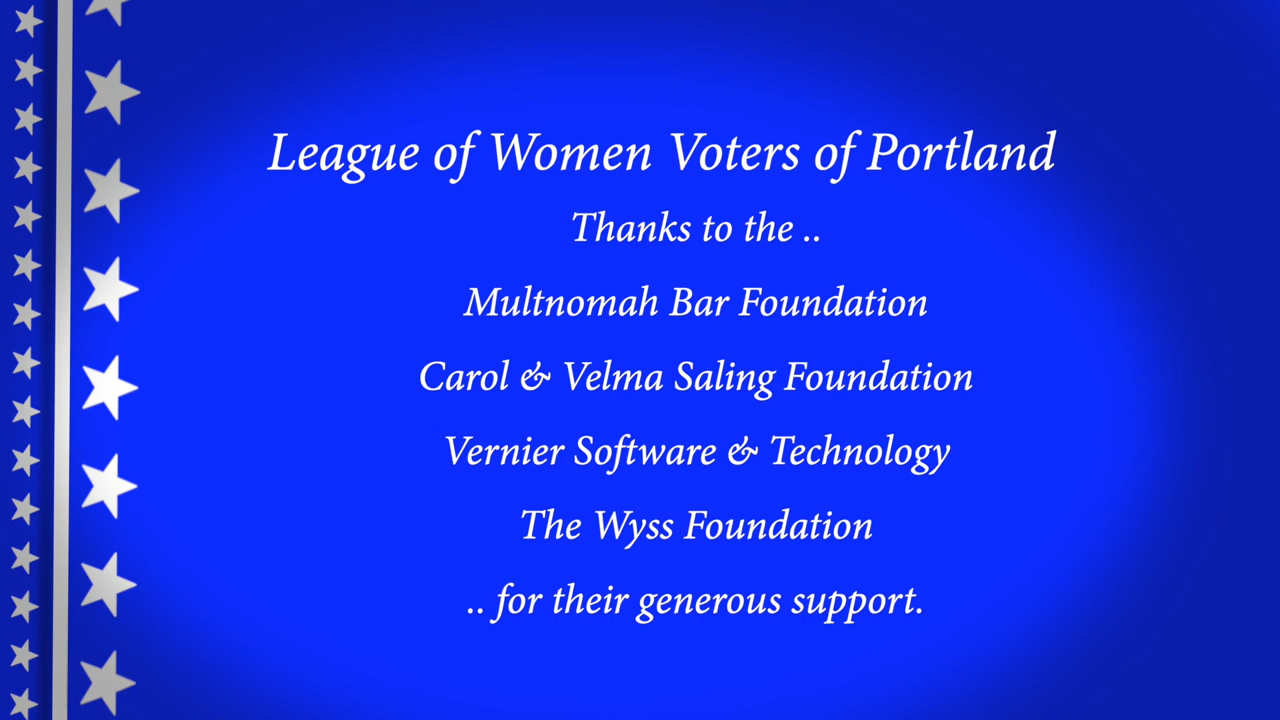 League of Women Voters of Portland
Thanks to the ..
Multnomah Bar Foundation
Carol & Velma Saling Foundation
Vernier Software & Technology
The Wyss Foundation
.. for their generous support.